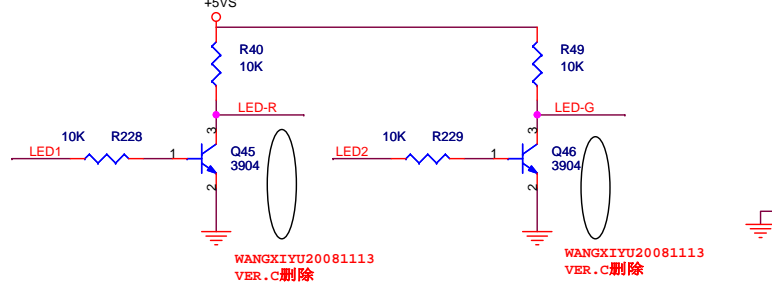 +5VS
R40
10K
R49
10K
LED-R
LED-G
3
3
10K
R228
10K
R229
LED1
1
Q45
3904
LED2
1
Q46
3904
2
2
WANGXIYU20081113
VER.C删除
WANGXIYU20081113
VER.C删除